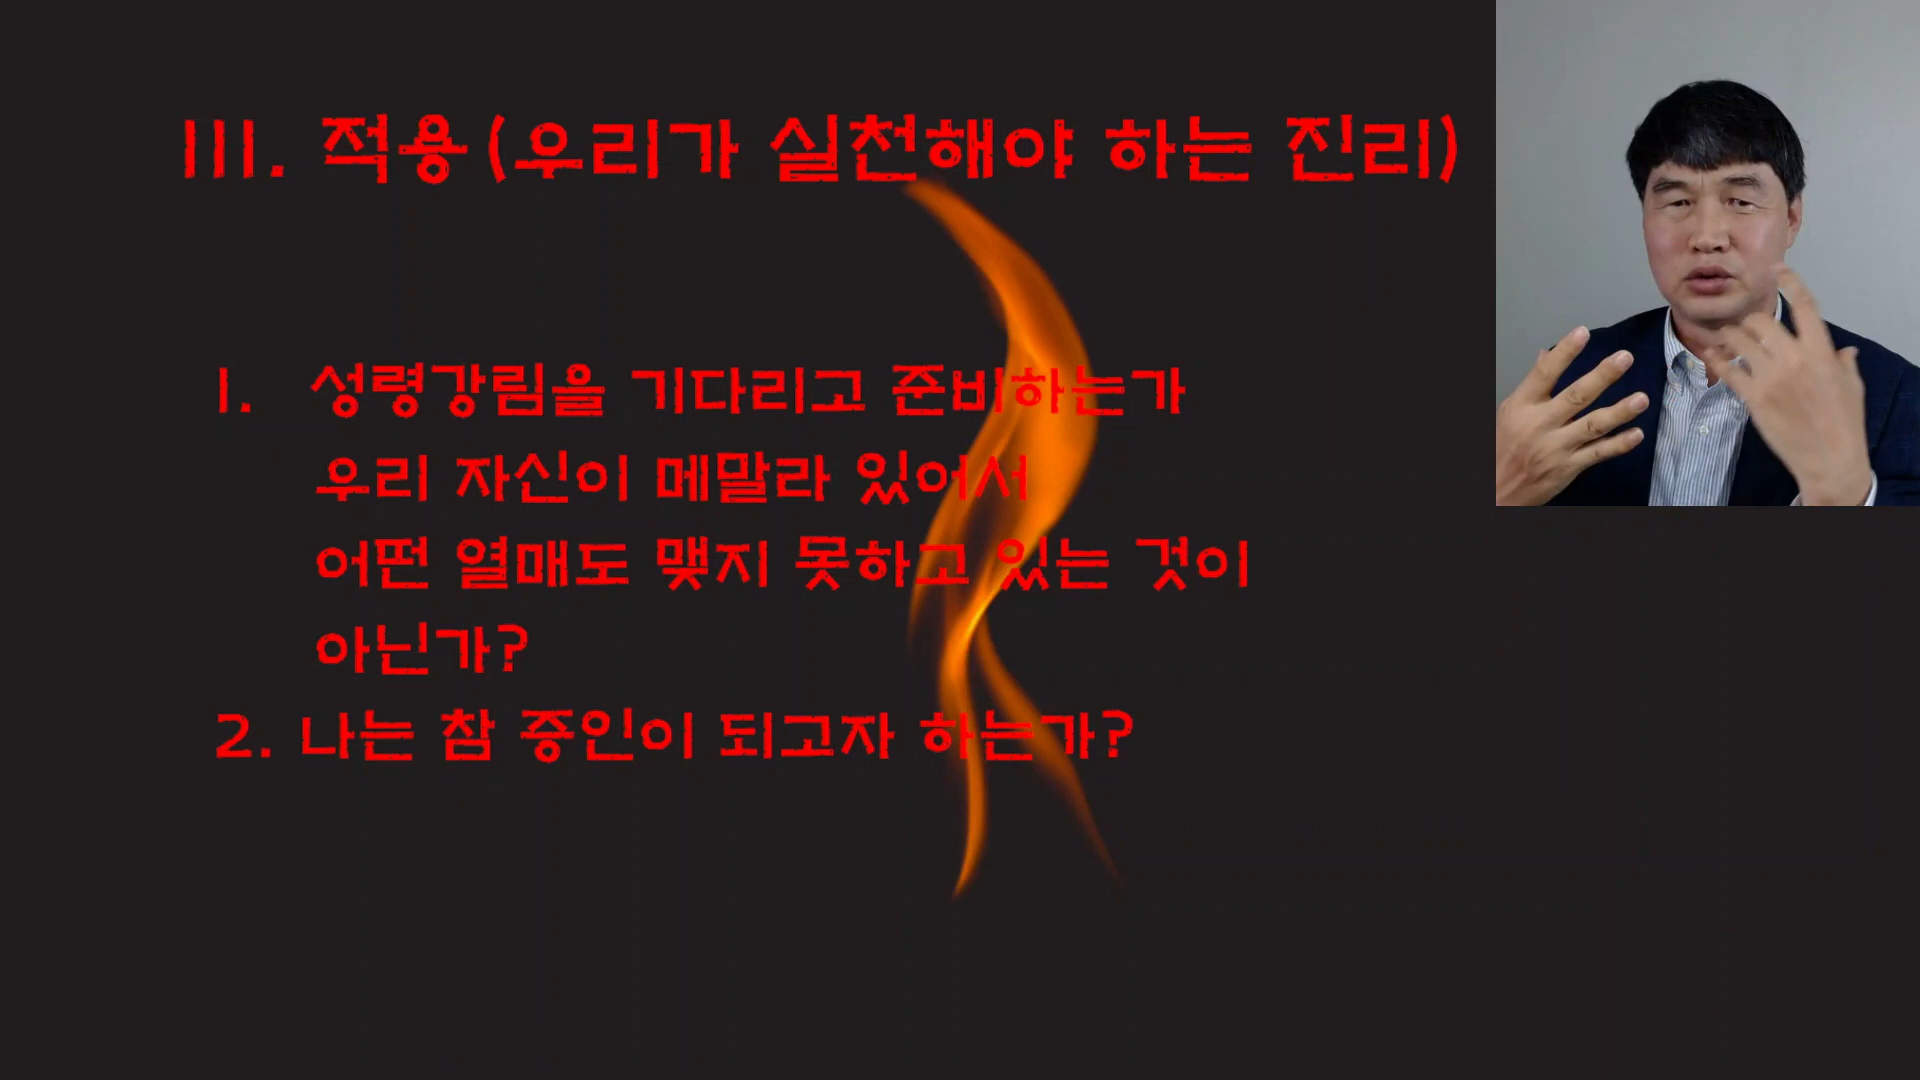 III. 적용(우리가 실천해야 하는 진리)
1. 성령강림을 기다리고 준비하는가
우리 자신이 메말라 있어서
어떤 열매도 맺지 못하고 있는 것이
아닌가?
2. 나는 참 증인이 되고자 하는가?